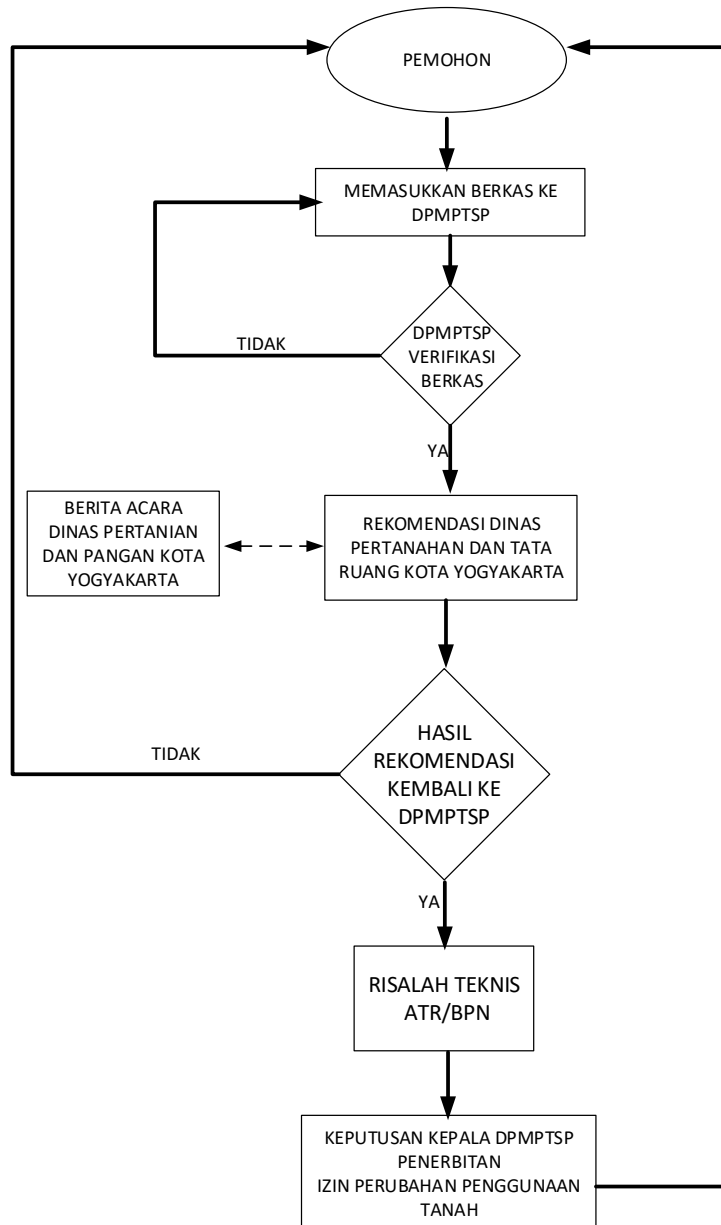 PEMOHON
MEMASUKKAN BERKAS KE
DPMPTSP
DPMPTSP
VERIFIKASI
BERKAS
TIDAK
YA
BERITA ACARA
DINAS PERTANIAN
DAN PANGAN KOTA
YOGYAKARTA
REKOMENDASI DINAS
PERTANAHAN DAN TATA
RUANG KOTA YOGYAKARTA
HASIL
REKOMENDASI
KEMBALI KE
DPMPTSP
TIDAK
YA
RISALAH TEKNIS
ATR/BPN
KEPUTUSAN KEPALA DPMPTSP
PENERBITAN
IZIN PERUBAHAN PENGGUNAAN
TANAH